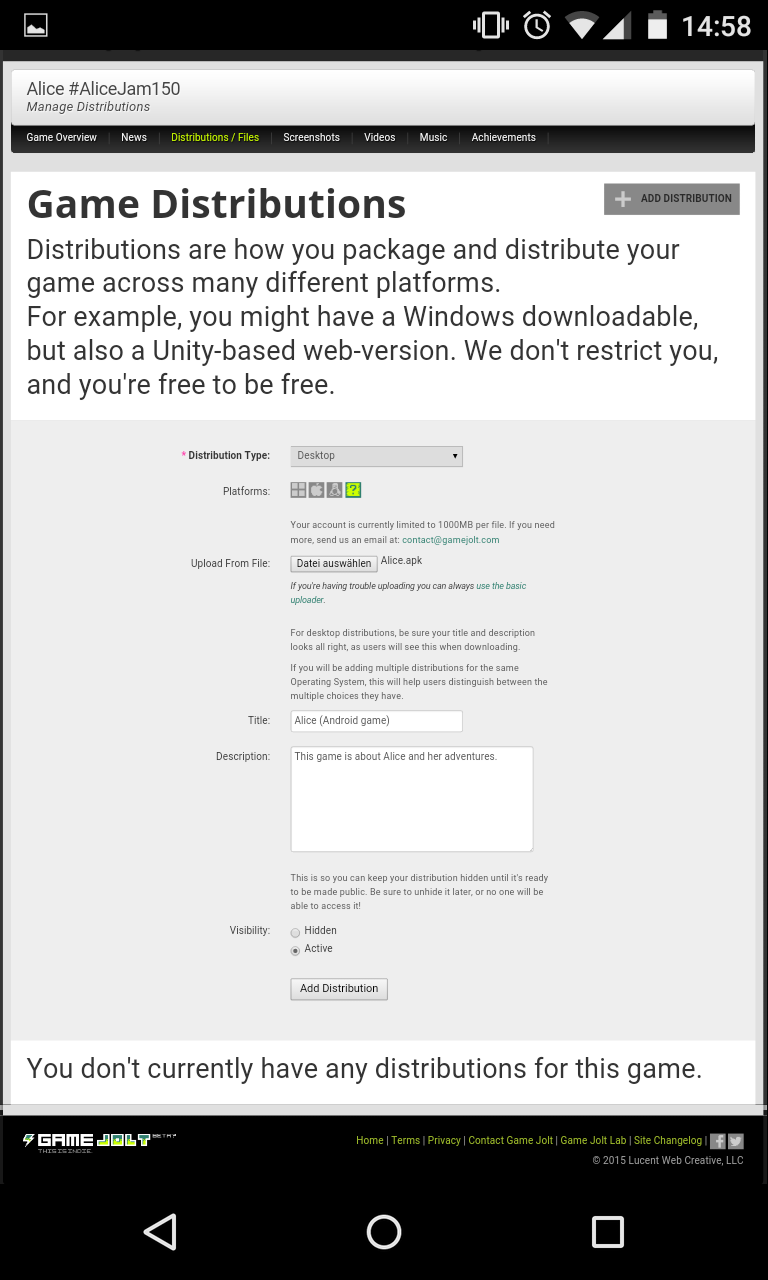 14:58
Alice #AliceJam150
Manage Distributions
Game Overview | News | Distributions / Files | Screenshots | Videos | Music | Achievements |
Game Distributions
ADD DISTRIBUTION
Distributions are how you package and distribute your
game across many different platforms.
For example, you might have a Windows downloadable,
but also a Unity-based web-version. We don't restrict you,
and you're free to be free.
* Distribution Type: Desktop
Platforms: ?
Your account is currently limited to 1000MB per file. If you need
more, send us an email at: contact@gamejolt.com
Upload From File: Datei auswählen Alice.apk
If you're having trouble uploading you can always use the basic
uploader.
For desktop distributions, be sure your title and description
looks all right, as users will see this when downloading.
If you will be adding multiple distributions for the same
Operating System, this will help users distinguish between the
multiple choices they have.
Title: Alice (Android game)
Description: This game is about Alice and her adventures.
This is so you can keep your distribution hidden until it's ready
to be made public. Be sure to unhide it later, or no one will be
able to access it!
Visibility: Hidden
Active
Add Distribution
You don't currently have any distributions for this game.
GAME JOLT BETA?
THIS IS INDIE.
Home | Terms | Privacy | Contact Game Jolt | Game Jolt Lab | Site Changelog |
© 2015 Lucent Web Creative, LLC